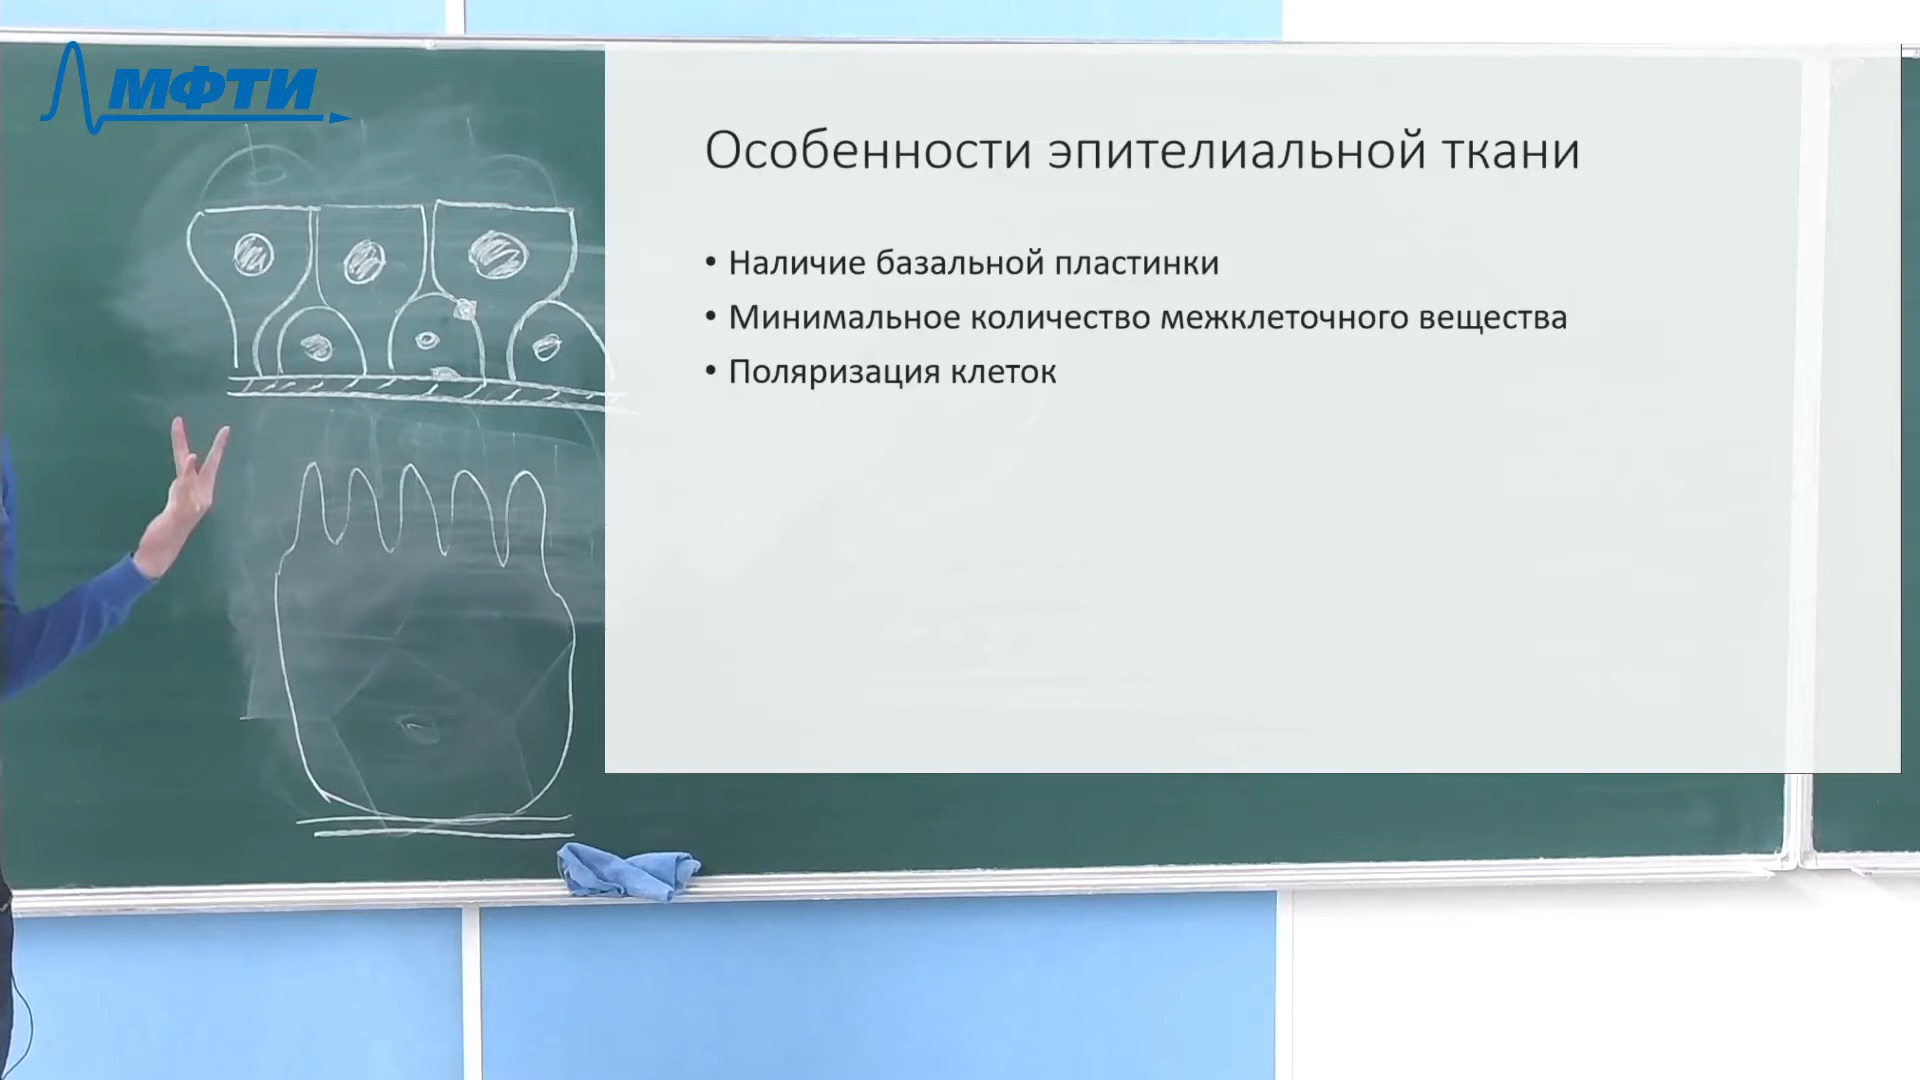 МФТИ
Особенности эпителиальной ткани
• Наличие базальной пластинки
• Минимальное количество межклеточного вещества
• Поляризация клеток